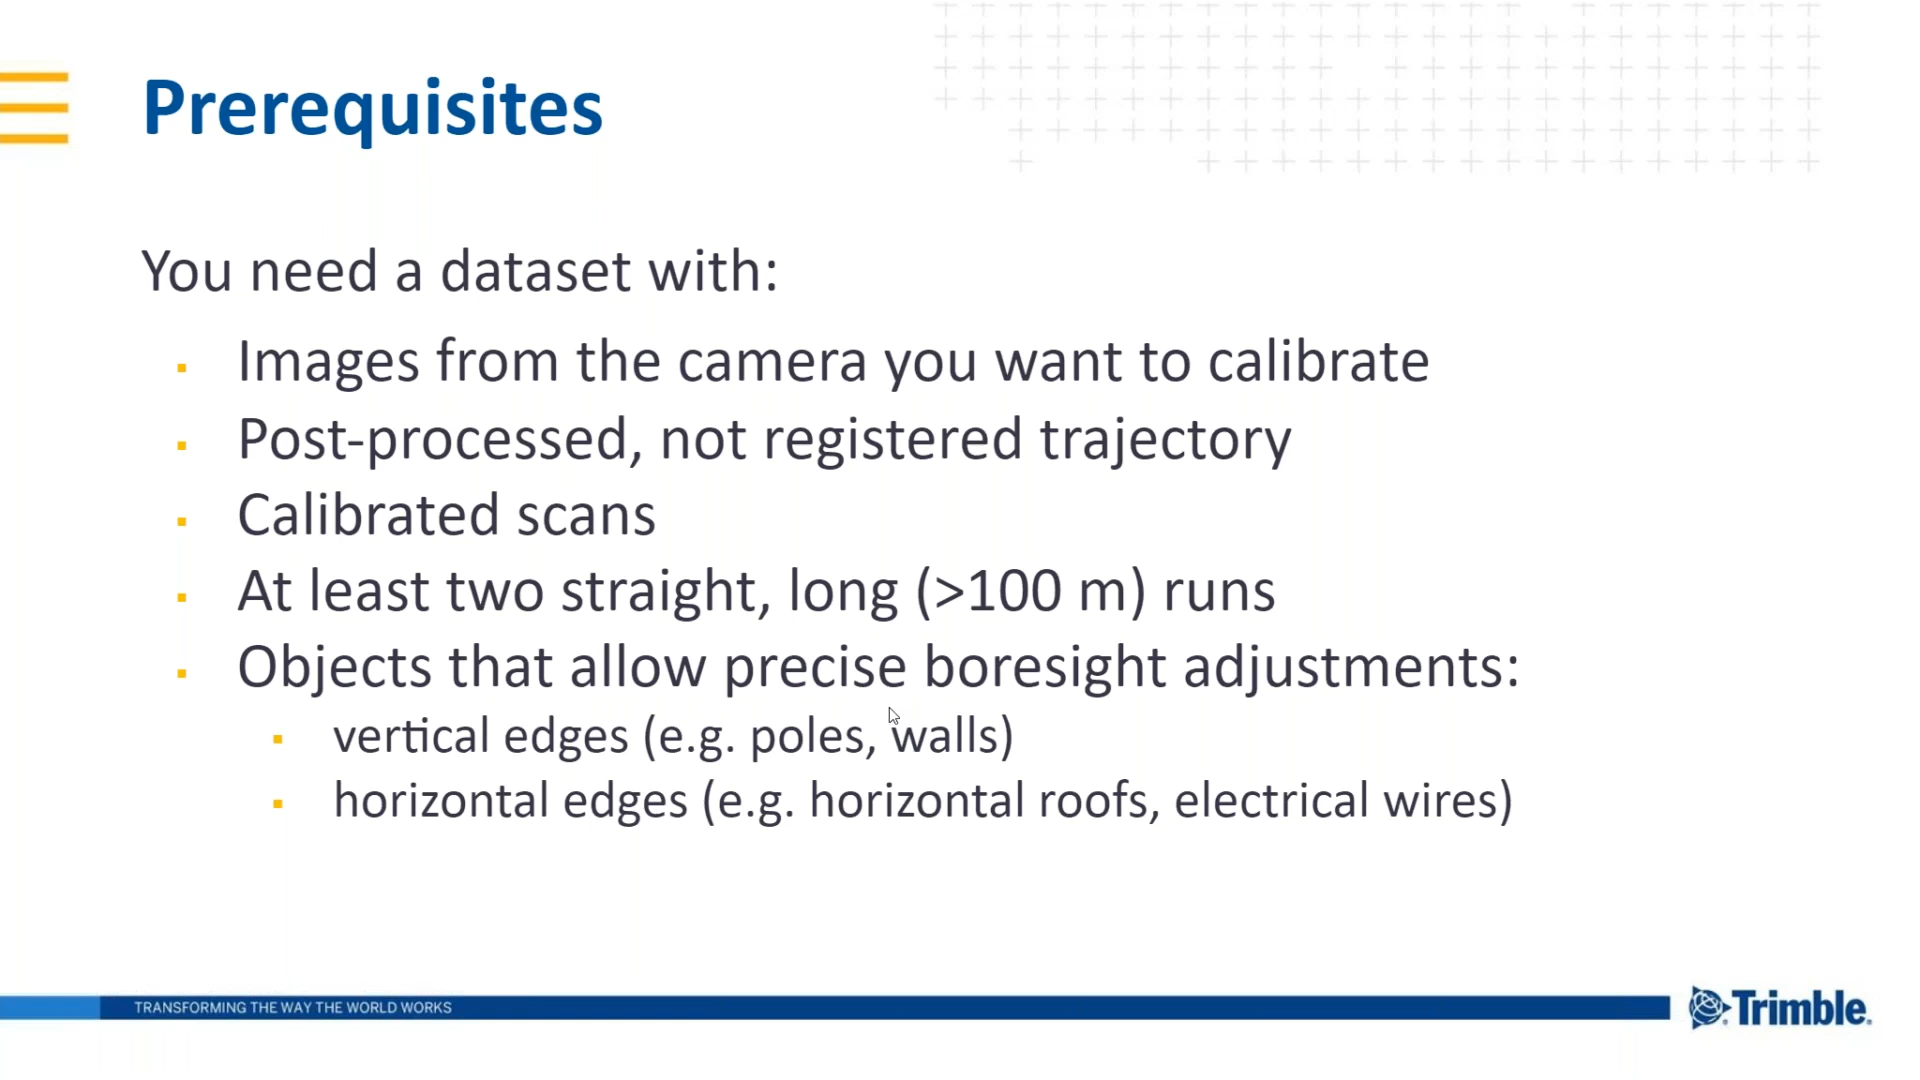 Prerequisites
You need a dataset with:
Images from the camera you want to calibrate
Post-processed, not registered trajectory
Calibrated scans
At least two straight, long (>100 m) runs
Objects that allow precise boresight adjustments:
vertical edges (e.g. poles, walls)
horizontal edges (e.g. horizontal roofs, electrical wires)
TRANSFORMING THE WAY THE WORLD WORKS
Trimble.